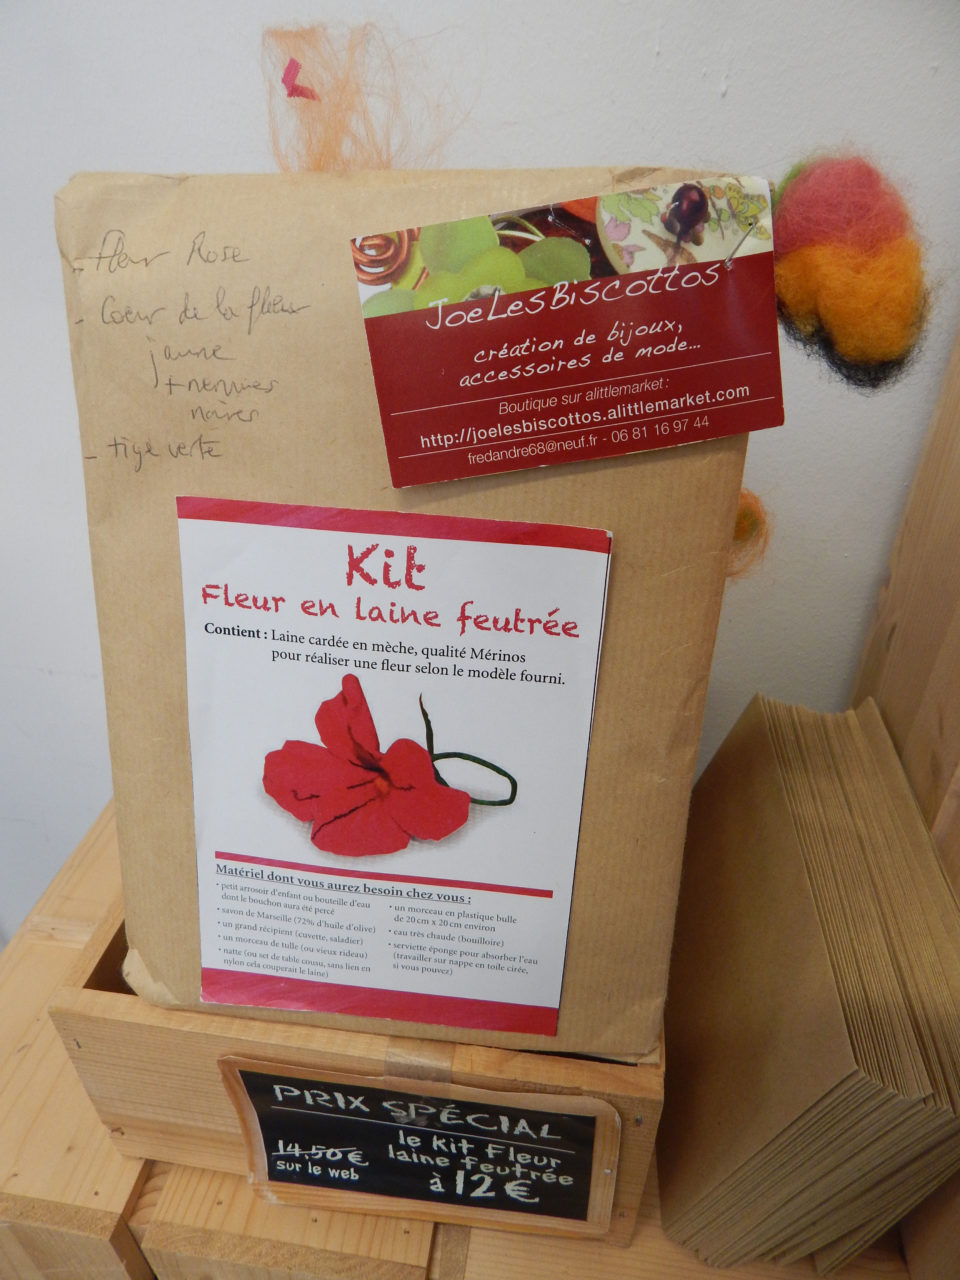 - Fleur Rose
- Coeur de la fleur
jaune
+ nervures
noires
- tige verte
JoeLesBiscottos
création de bijoux,
accessoires de mode...
Boutique sur alittlemarket :
http://joelesbiscottos.alittlemarket.com
fredandre68@neuf.fr - 06 81 16 97 44
Kit
Fleur en laine feutrée
Contient : Laine cardée en mèche, qualité Mérinos
pour réaliser une fleur selon le modèle fourni.
Matériel dont vous aurez besoin chez vous :
• petit arrosoir d'enfant ou bouteille d'eau
dont le bouchon aura été percé
• savon de Marseille (72% d'huile d'olive)
• un grand récipient (cuvette, saladier)
• un morceau de tulle (ou vieux rideau)
• natte (ou set de table cousu, sans lien en
nylon cela couperait le laine)
• un morceau en plastique bulle
de 20 cm x 20 cm environ
• eau très chaude (bouilloire)
• serviette éponge pour absorber l'eau
(travailler sur nappe en toile cirée,
si vous pouvez)
PRIX SPÉCIAL
14.50 €
sur le web
le Kit Fleur
laine feutrée
à 12 €